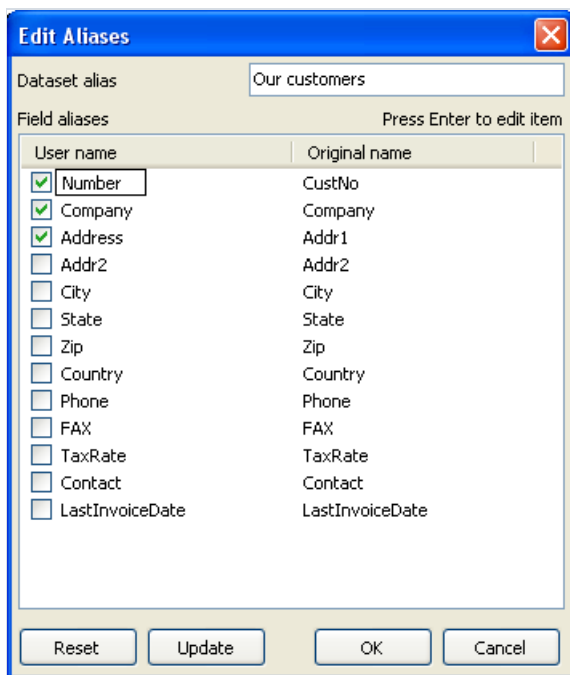 Edit Aliases
Dataset alias Our customers
Field aliases Press Enter to edit item
User name Original name
Number CustNo
Company Company
Address Addr1
Addr2 Addr2
City City
State State
Zip Zip
Country Country
Phone Phone
FAX FAX
TaxRate TaxRate
Contact Contact
LastInvoiceDate LastInvoiceDate
Reset Update OK Cancel